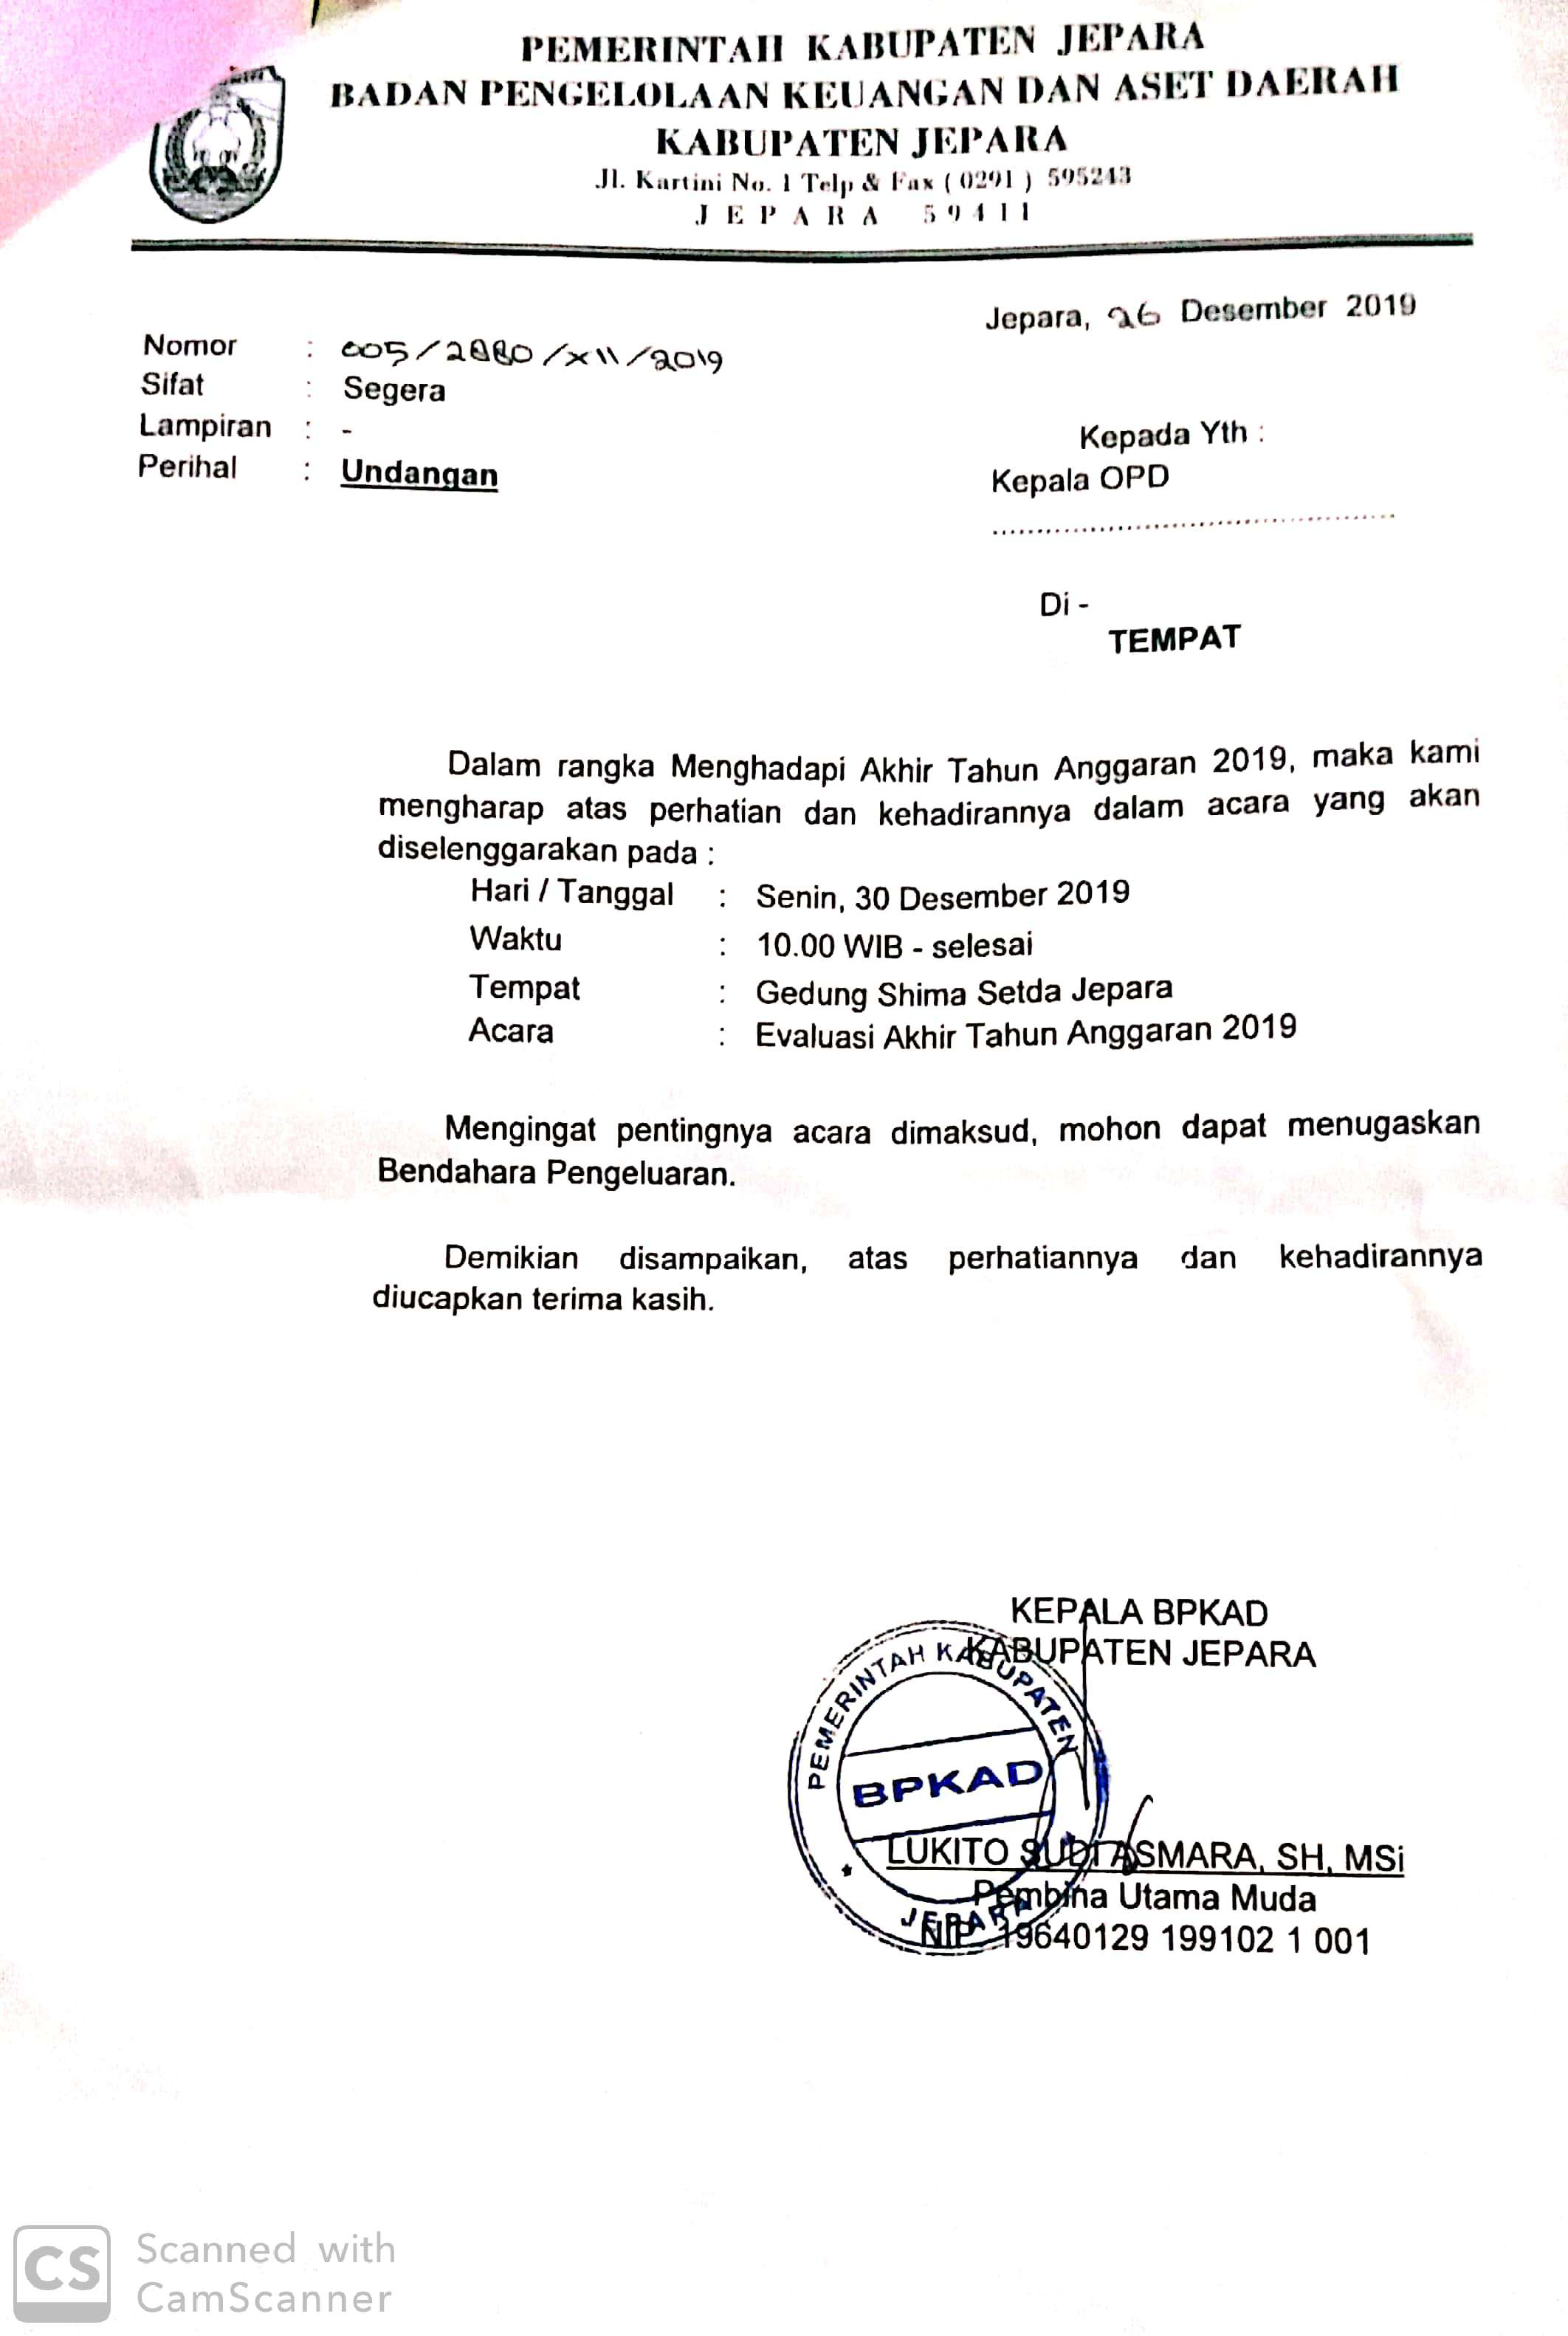 PEMERINTAH KABUPATEN JEPARA
BADAN PENGELOLAAN KEUANGAN DAN ASET DAERAH
KABUPATEN JEPARA
Jl. Kartini No. 1 Telp & Fax ( 0291 ) 595243
J E P A R A 5 9 4 1 1
Jepara, 26 Desember 2019
Nomor : 005/2880/XII/2019
Sifat : Segera
Lampiran : -
Perihal : Undangan
Kepada Yth :
Kepala OPD
Di -
TEMPAT
Dalam rangka Menghadapi Akhir Tahun Anggaran 2019, maka kami
mengharap atas perhatian dan kehadirannya dalam acara yang akan
diselenggarakan pada :
Hari / Tanggal : Senin, 30 Desember 2019
Waktu : 10.00 WIB - selesai
Tempat : Gedung Shima Setda Jepara
Acara : Evaluasi Akhir Tahun Anggaran 2019
Mengingat pentingnya acara dimaksud, mohon dapat menugaskan
Bendahara Pengeluaran.
Demikian disampaikan, atas perhatiannya dan kehadirannya
diucapkan terima kasih.
KEPALA BPKAD
KABUPATEN JEPARA
PEMERINTAH KABUPATEN
BPKAD
JEPARA
LUKITO SUDI ASMARA, SH, MSi
Pembina Utama Muda
NIP 19640129 199102 1 001
CS
Scanned with
CamScanner